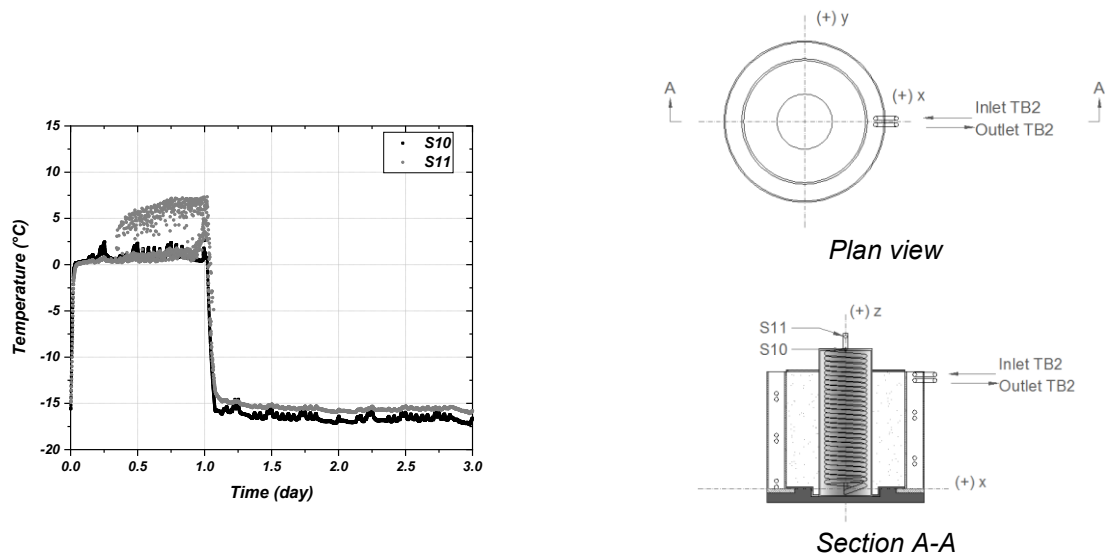 15
10
5
0
-5
-10
-15
-20
0.0 0.5 1.0 1.5 2.0 2.5 3.0
Temperature (°C)
Time (day)
S10
S11
(+) y
A
A
(+) x
Inlet TB2
Outlet TB2
Plan view
(+) z
S11
S10
Inlet TB2
Outlet TB2
(+) x
Section A-A